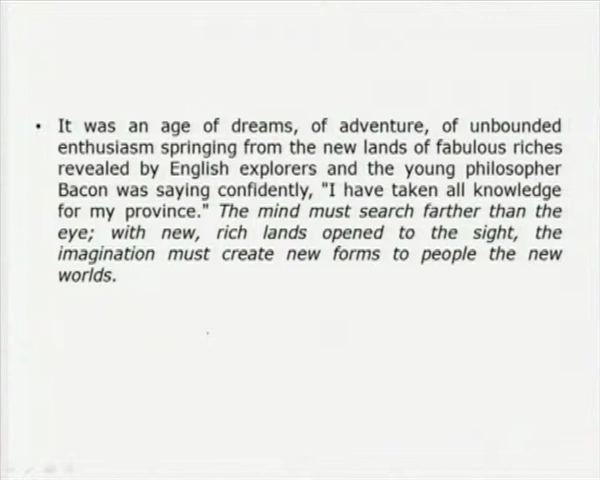 • It was an age of dreams, of adventure, of unbounded
enthusiasm springing from the new lands of fabulous riches
revealed by English explorers and the young philosopher
Bacon was saying confidently, "I have taken all knowledge
for my province." The mind must search farther than the
eye; with new, rich lands opened to the sight, the
imagination must create new forms to people the new
worlds.